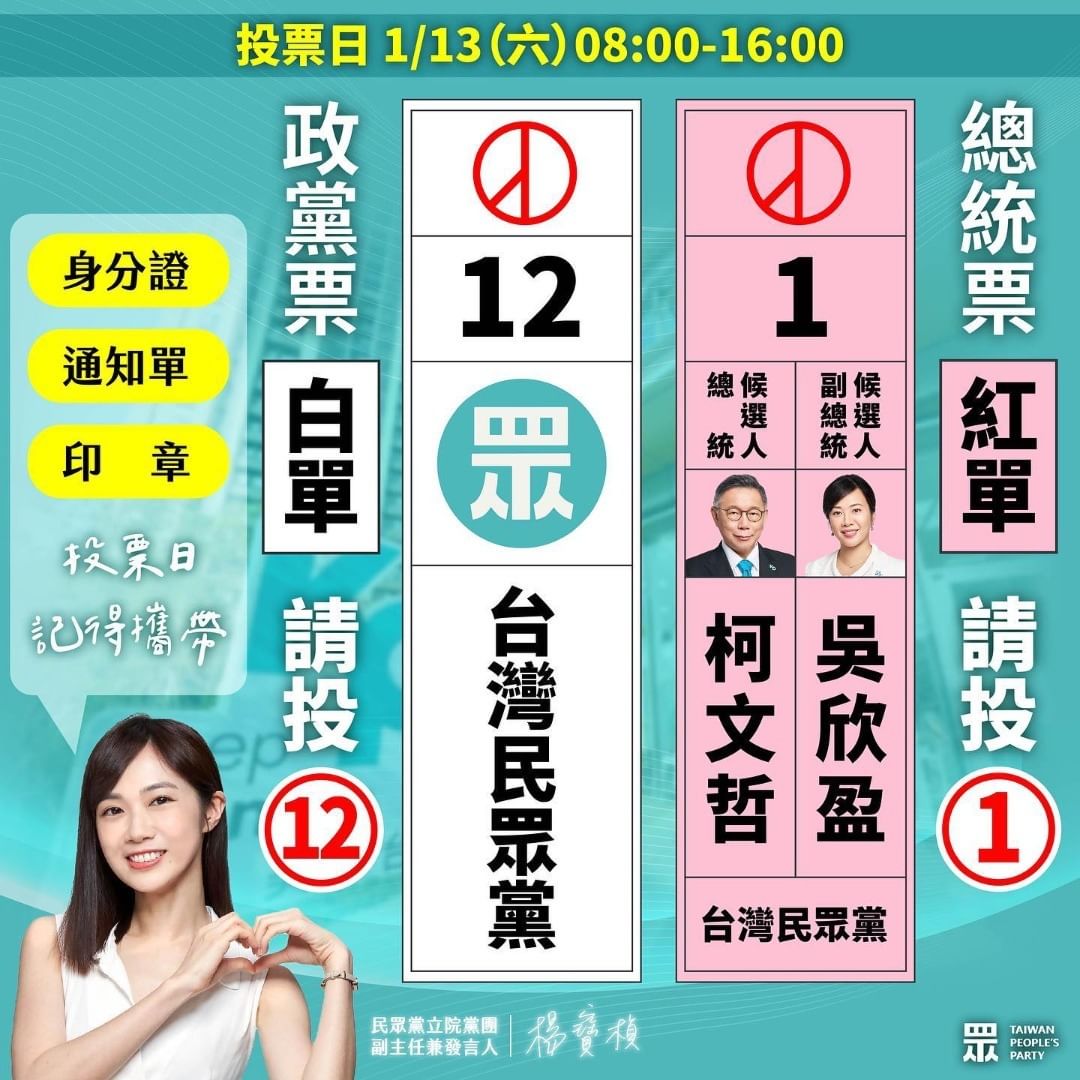 投票日 1/13(六)08:00-16:00
總統票
紅單
請投
1
1
總統候選人
副總統候選人
柯文哲
吳欣盈
台灣民眾黨
政黨票
白單
請投
12
12
眾
台灣民眾黨
身分證
通知單
印 章
投票日
記得攜帶
民眾黨立院黨團
副主任兼發言人
楊寶楨
眾
TAIWAN
PEOPLE'S
PARTY